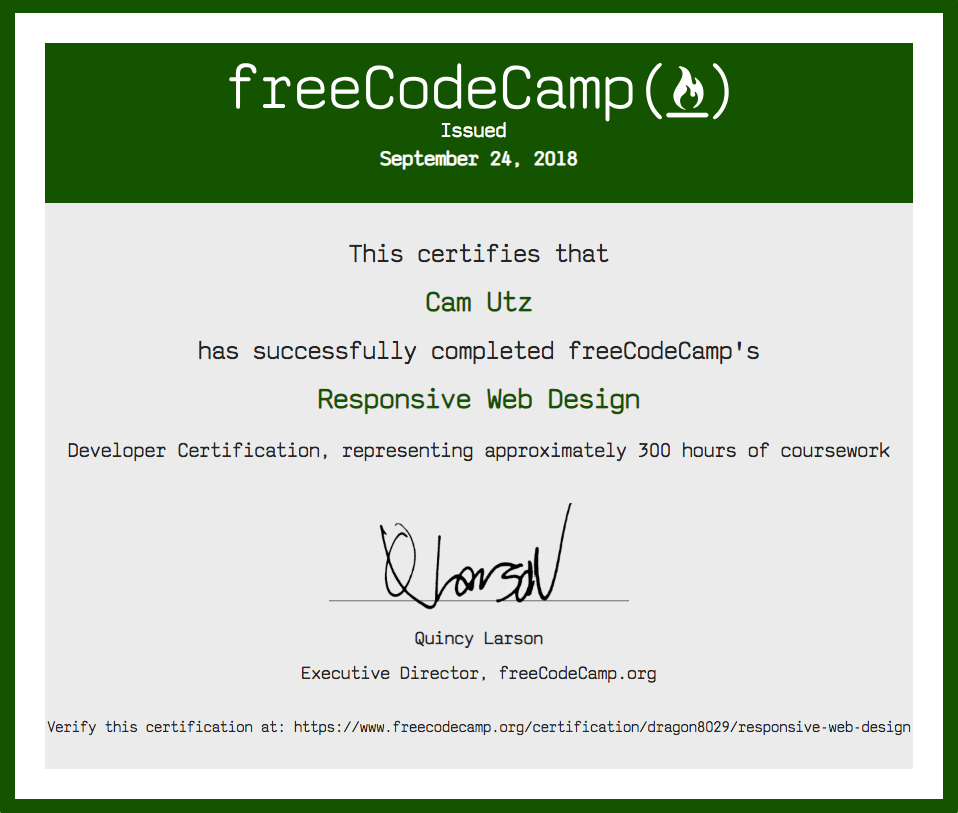 freeCodeCamp(🔥)
Issued
September 24, 2018
This certifies that
Cam Utz
has successfully completed freeCodeCamp's
Responsive Web Design
Developer Certification, representing approximately 300 hours of coursework
Q Larson
Quincy Larson
Executive Director, freeCodeCamp.org
Verify this certification at: https://www.freecodecamp.org/certification/dragon8029/responsive-web-design